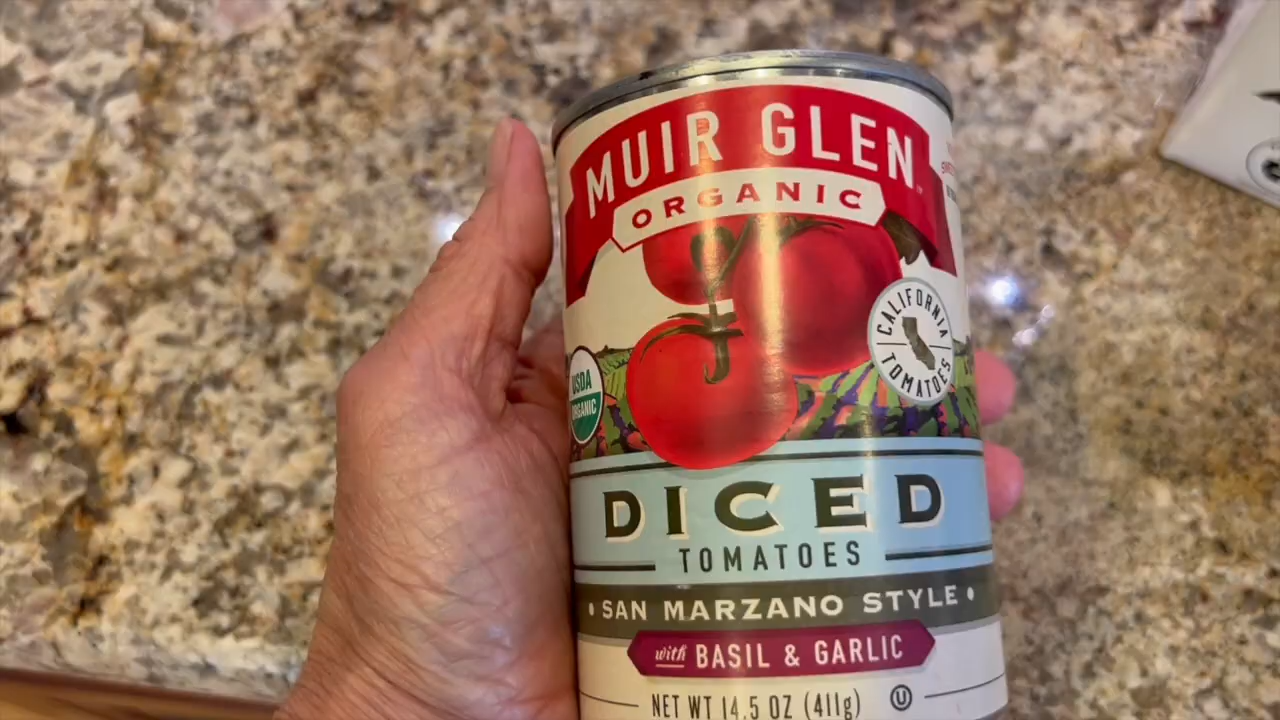 MUIR GLEN™
ORGANIC
CALIFORNIA
TOMATOES
USDA
ORGANIC
DICED
TOMATOES
• SAN MARZANO STYLE •
with BASIL & GARLIC
NET WT 14.5 OZ (411g) U